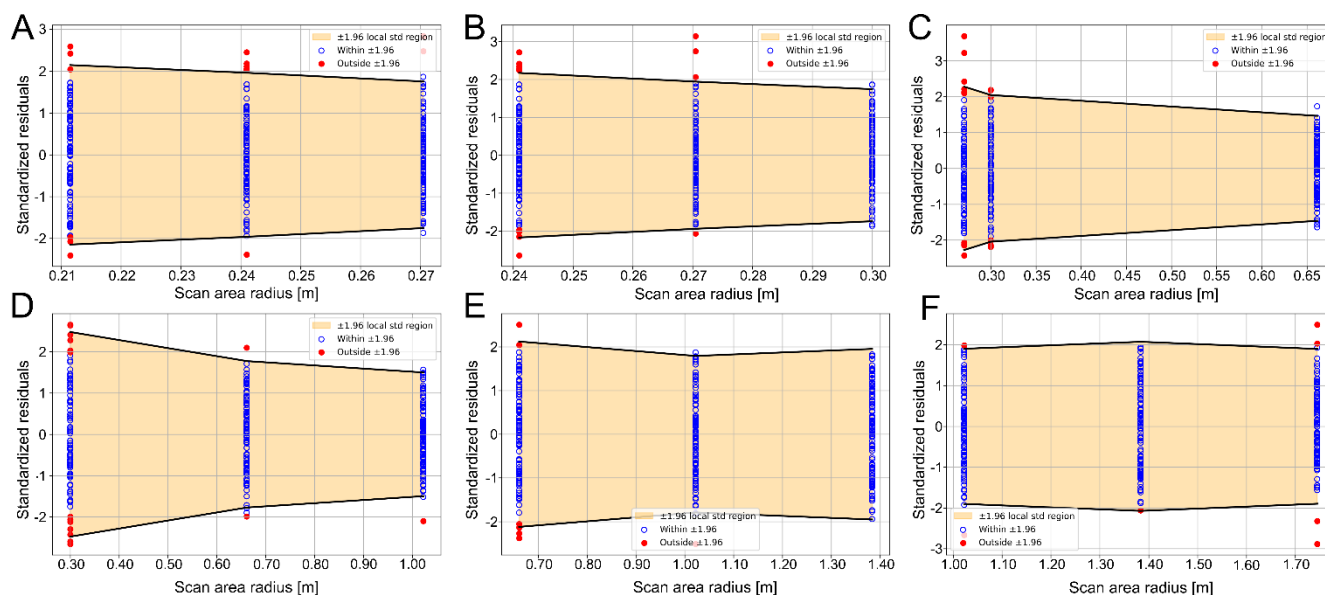 A
3
2
1
0
-1
-2
Standardized residuals
±1.96 local std region
Within ±1.96
Outside ±1.96
0.21 0.22 0.23 0.24 0.25 0.26 0.27
Scan area radius [m]
B
3
2
1
0
-1
-2
Standardized residuals
±1.96 local std region
Within ±1.96
Outside ±1.96
0.24 0.25 0.26 0.27 0.28 0.29 0.30
Scan area radius [m]
C
4
3
2
1
0
-1
-2
Standardized residuals
±1.96 local std region
Within ±1.96
Outside ±1.96
0.30 0.35 0.40 0.45 0.50 0.55 0.60 0.65
Scan area radius [m]
D
2
1
0
-1
-2
Standardized residuals
±1.96 local std region
Within ±1.96
Outside ±1.96
0.30 0.40 0.50 0.60 0.70 0.80 0.90 1.00
Scan area radius [m]
E
2
1
0
-1
-2
Standardized residuals
±1.96 local std region
Within ±1.96
Outside ±1.96
0.70 0.80 0.90 1.00 1.10 1.20 1.30 1.40
Scan area radius [m]
F
3
2
1
0
-1
-2
-3
Standardized residuals
±1.96 local std region
Within ±1.96
Outside ±1.96
1.00 1.10 1.20 1.30 1.40 1.50 1.60 1.70
Scan area radius [m]